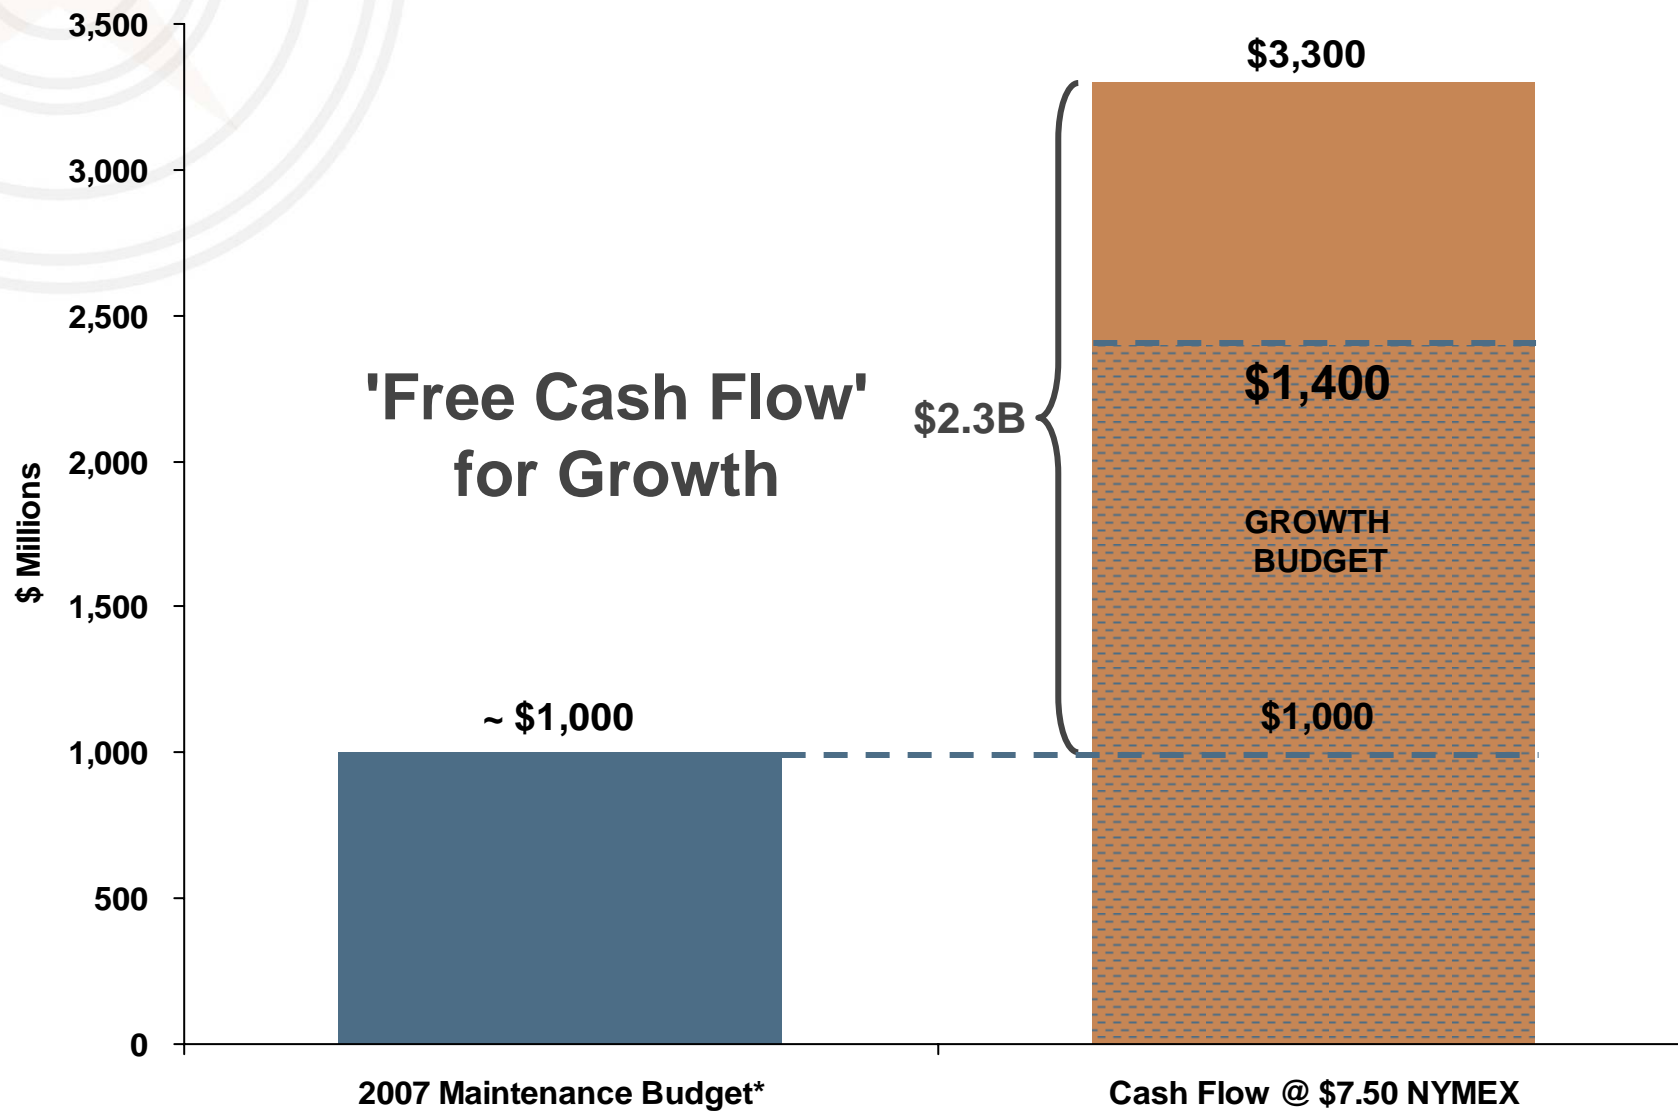 3,500
3,000
2,500
2,000
1,500
1,000
500
0
$ Millions
'Free Cash Flow'
for Growth
$2.3B
$3,300
$1,400
GROWTH
BUDGET
$1,000
~ $1,000
2007 Maintenance Budget*
Cash Flow @ $7.50 NYMEX